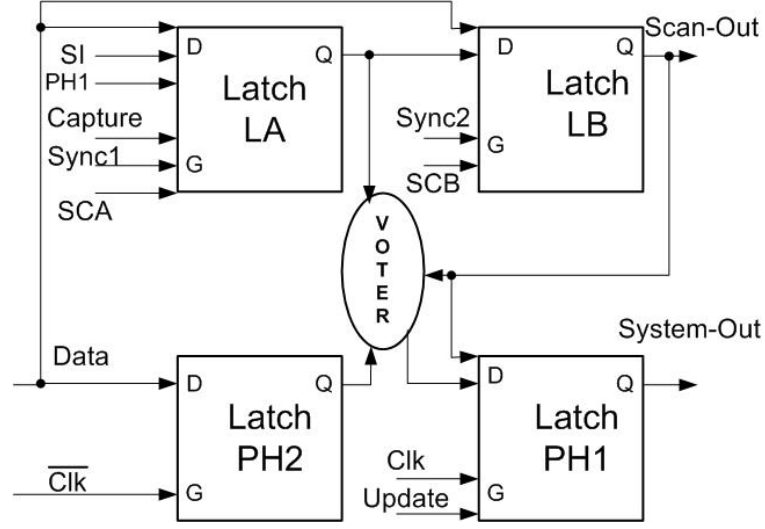 Scan-Out
SI
D
Q
D
Q
PH1
Latch
LA
Latch
LB
Capture
Sync2
Sync1
G
G
SCA
SCB
VOTER
System-Out
Data
D
Q
D
Q
Latch
PH2
Latch
PH1
Clk
Clk
G
G
Update